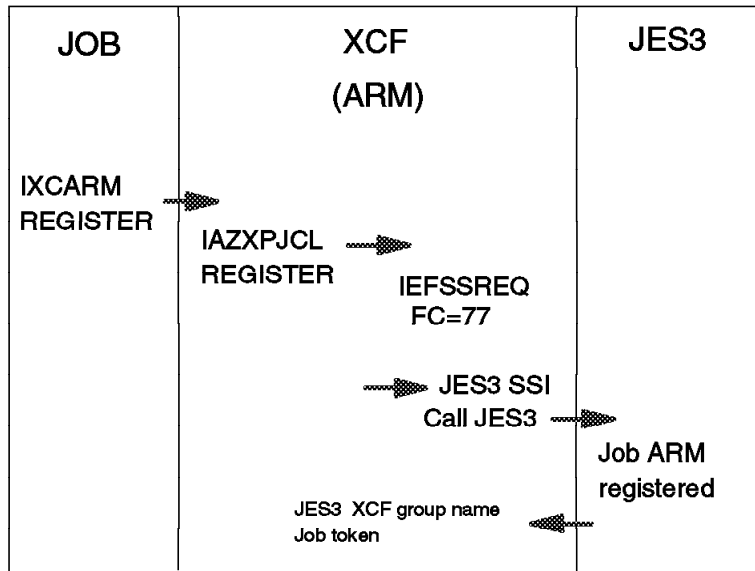 JOB
XCF
(ARM)
JES3
IXCARM
REGISTER
IAZXPJCL
REGISTER
IEFSSREQ
FC=77
JES3 SSI
Call JES3
Job ARM
registered
JES3 XCF group name
Job token